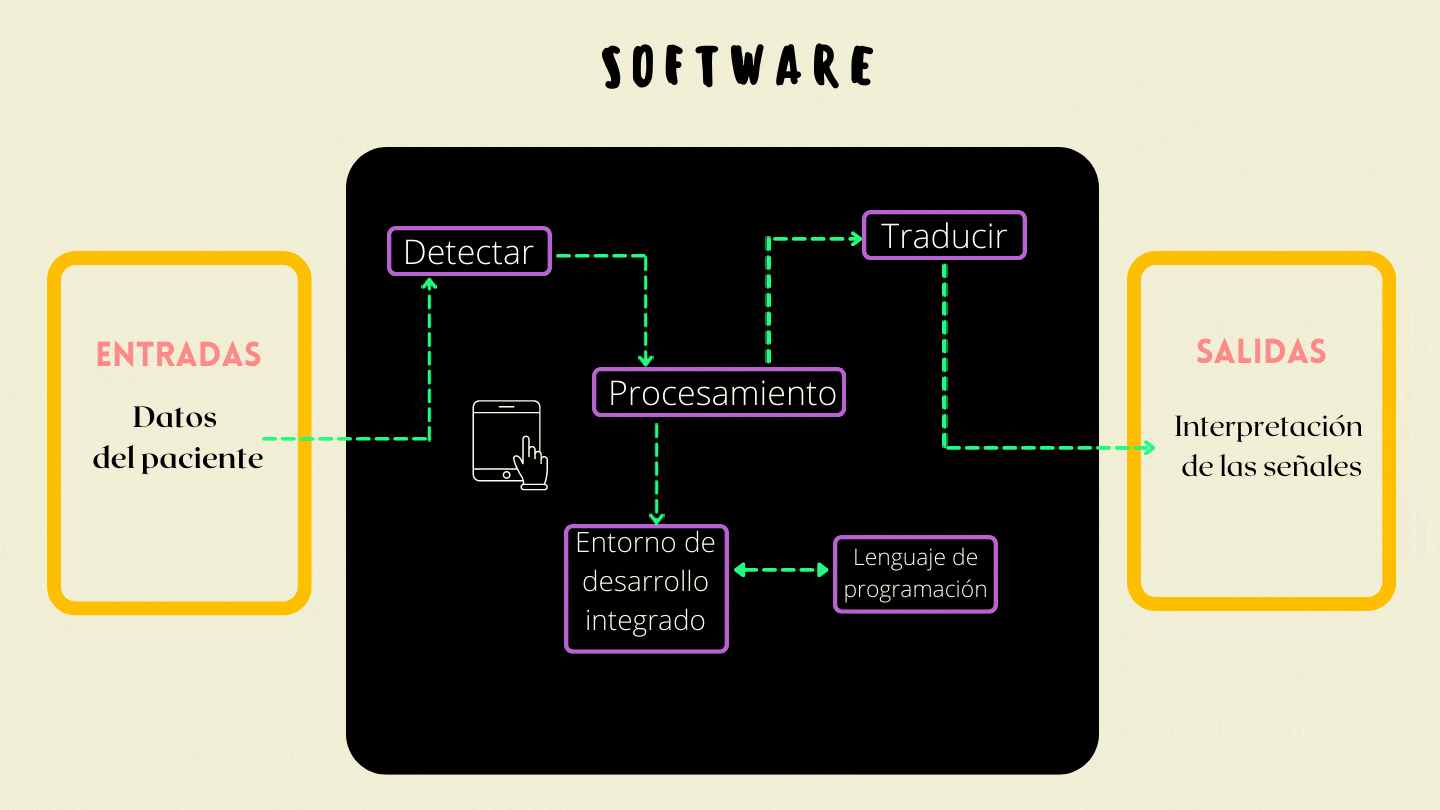 SOFTWARE
ENTRADAS
Datos
del paciente
Detectar
Procesamiento
Traducir
Entorno de
desarrollo
integrado
Lenguaje de
programación
SALIDAS
Interpretación
de las señales